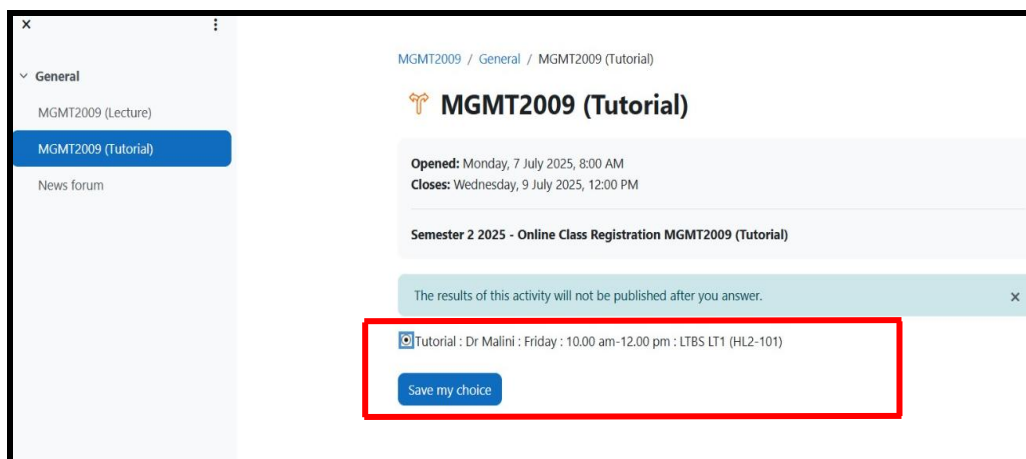 General
MGMT2009 (Lecture)
MGMT2009 (Tutorial)
News forum
MGMT2009 / General / MGMT2009 (Tutorial)
MGMT2009 (Tutorial)
Opened: Monday, 7 July 2025, 8:00 AM
Closes: Wednesday, 9 July 2025, 12:00 PM
Semester 2 2025 - Online Class Registration MGMT2009 (Tutorial)
The results of this activity will not be published after you answer.
Tutorial : Dr Malini : Friday : 10.00 am-12.00 pm : LTBS LT1 (HL2-101)
Save my choice